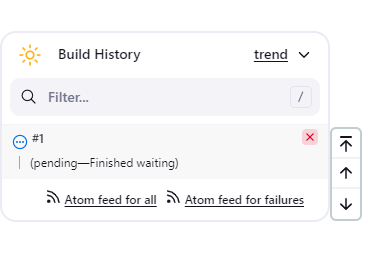 Build History trend
Filter... /
#1
(pending—Finished waiting)
Atom feed for all Atom feed for failures